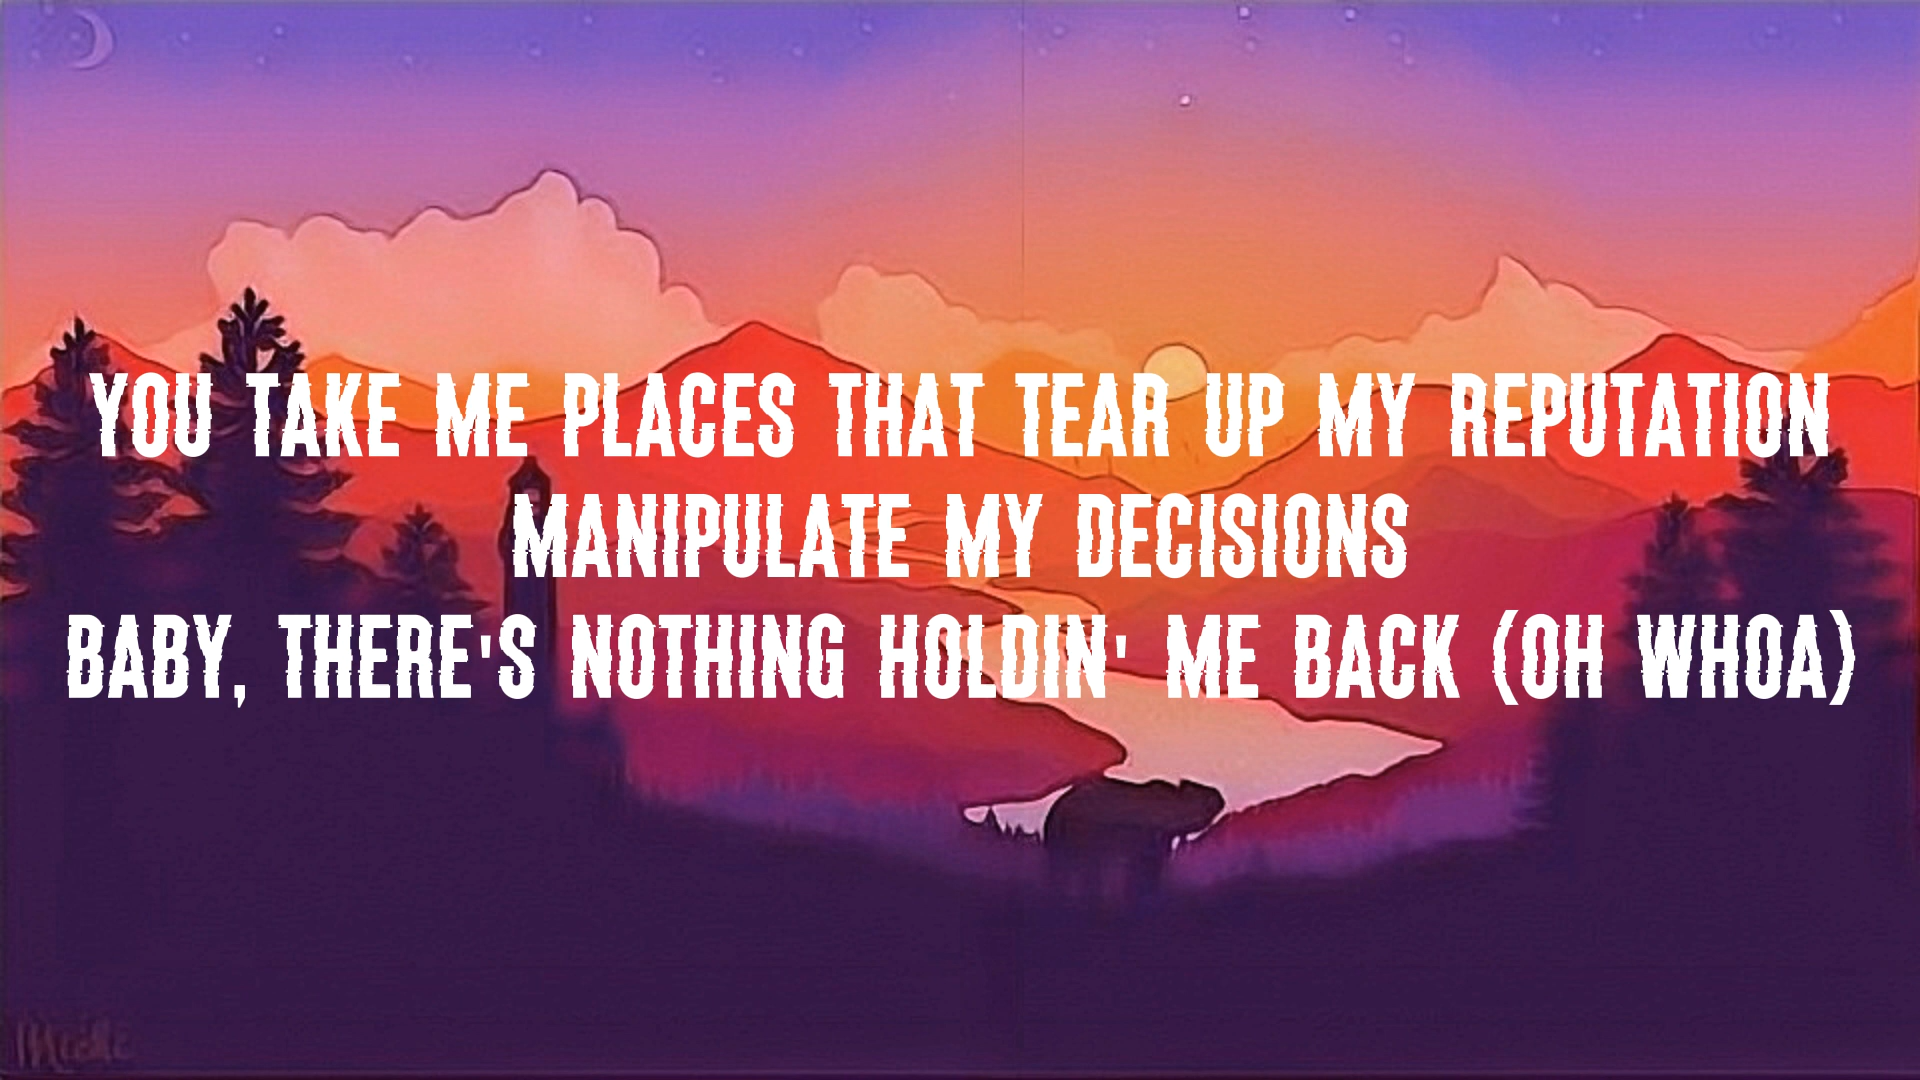 YOU TAKE ME PLACES THAT TEAR UP MY REPUTATION
MANIPULATE MY DECISIONS
BABY, THERE'S NOTHING HOLDIN' ME BACK (OH WHOA)